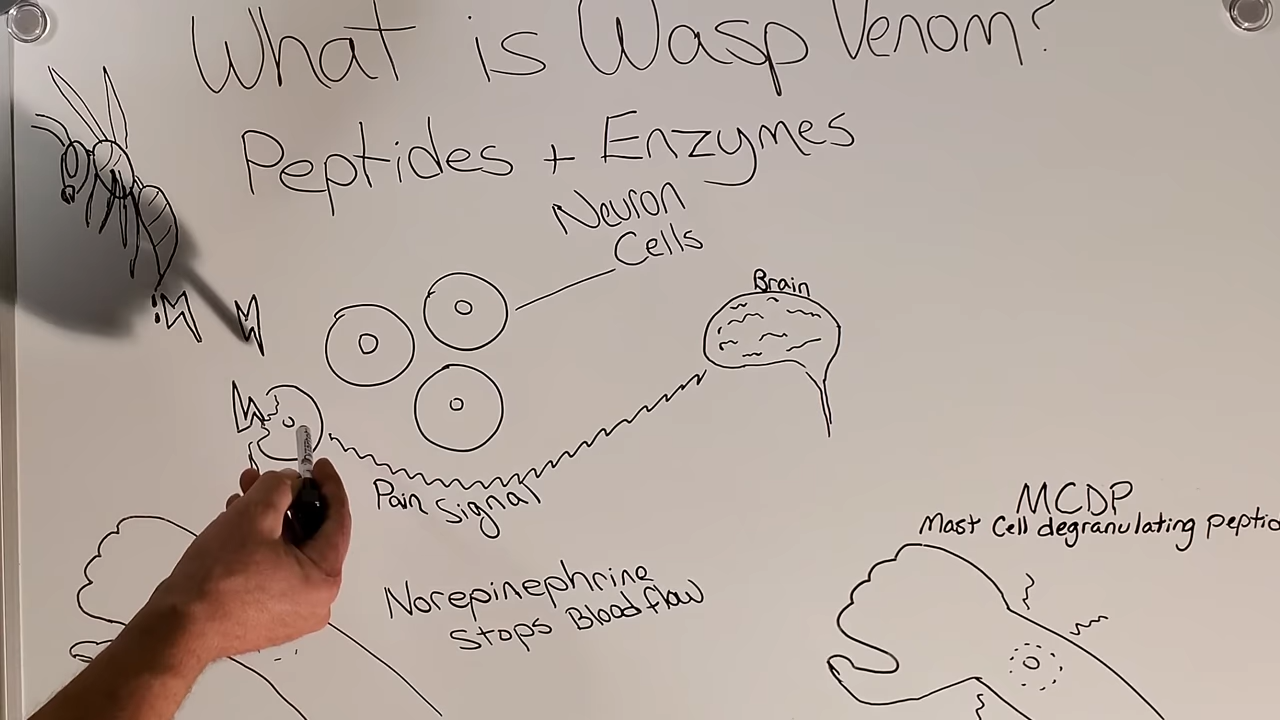 What is Wasp Venom?
Peptides + Enzymes
Neuron
Cells
Brain
Pain Signal
MCDP
Mast Cell degranulating peptid
Norepinephrine
Stops Blood flow